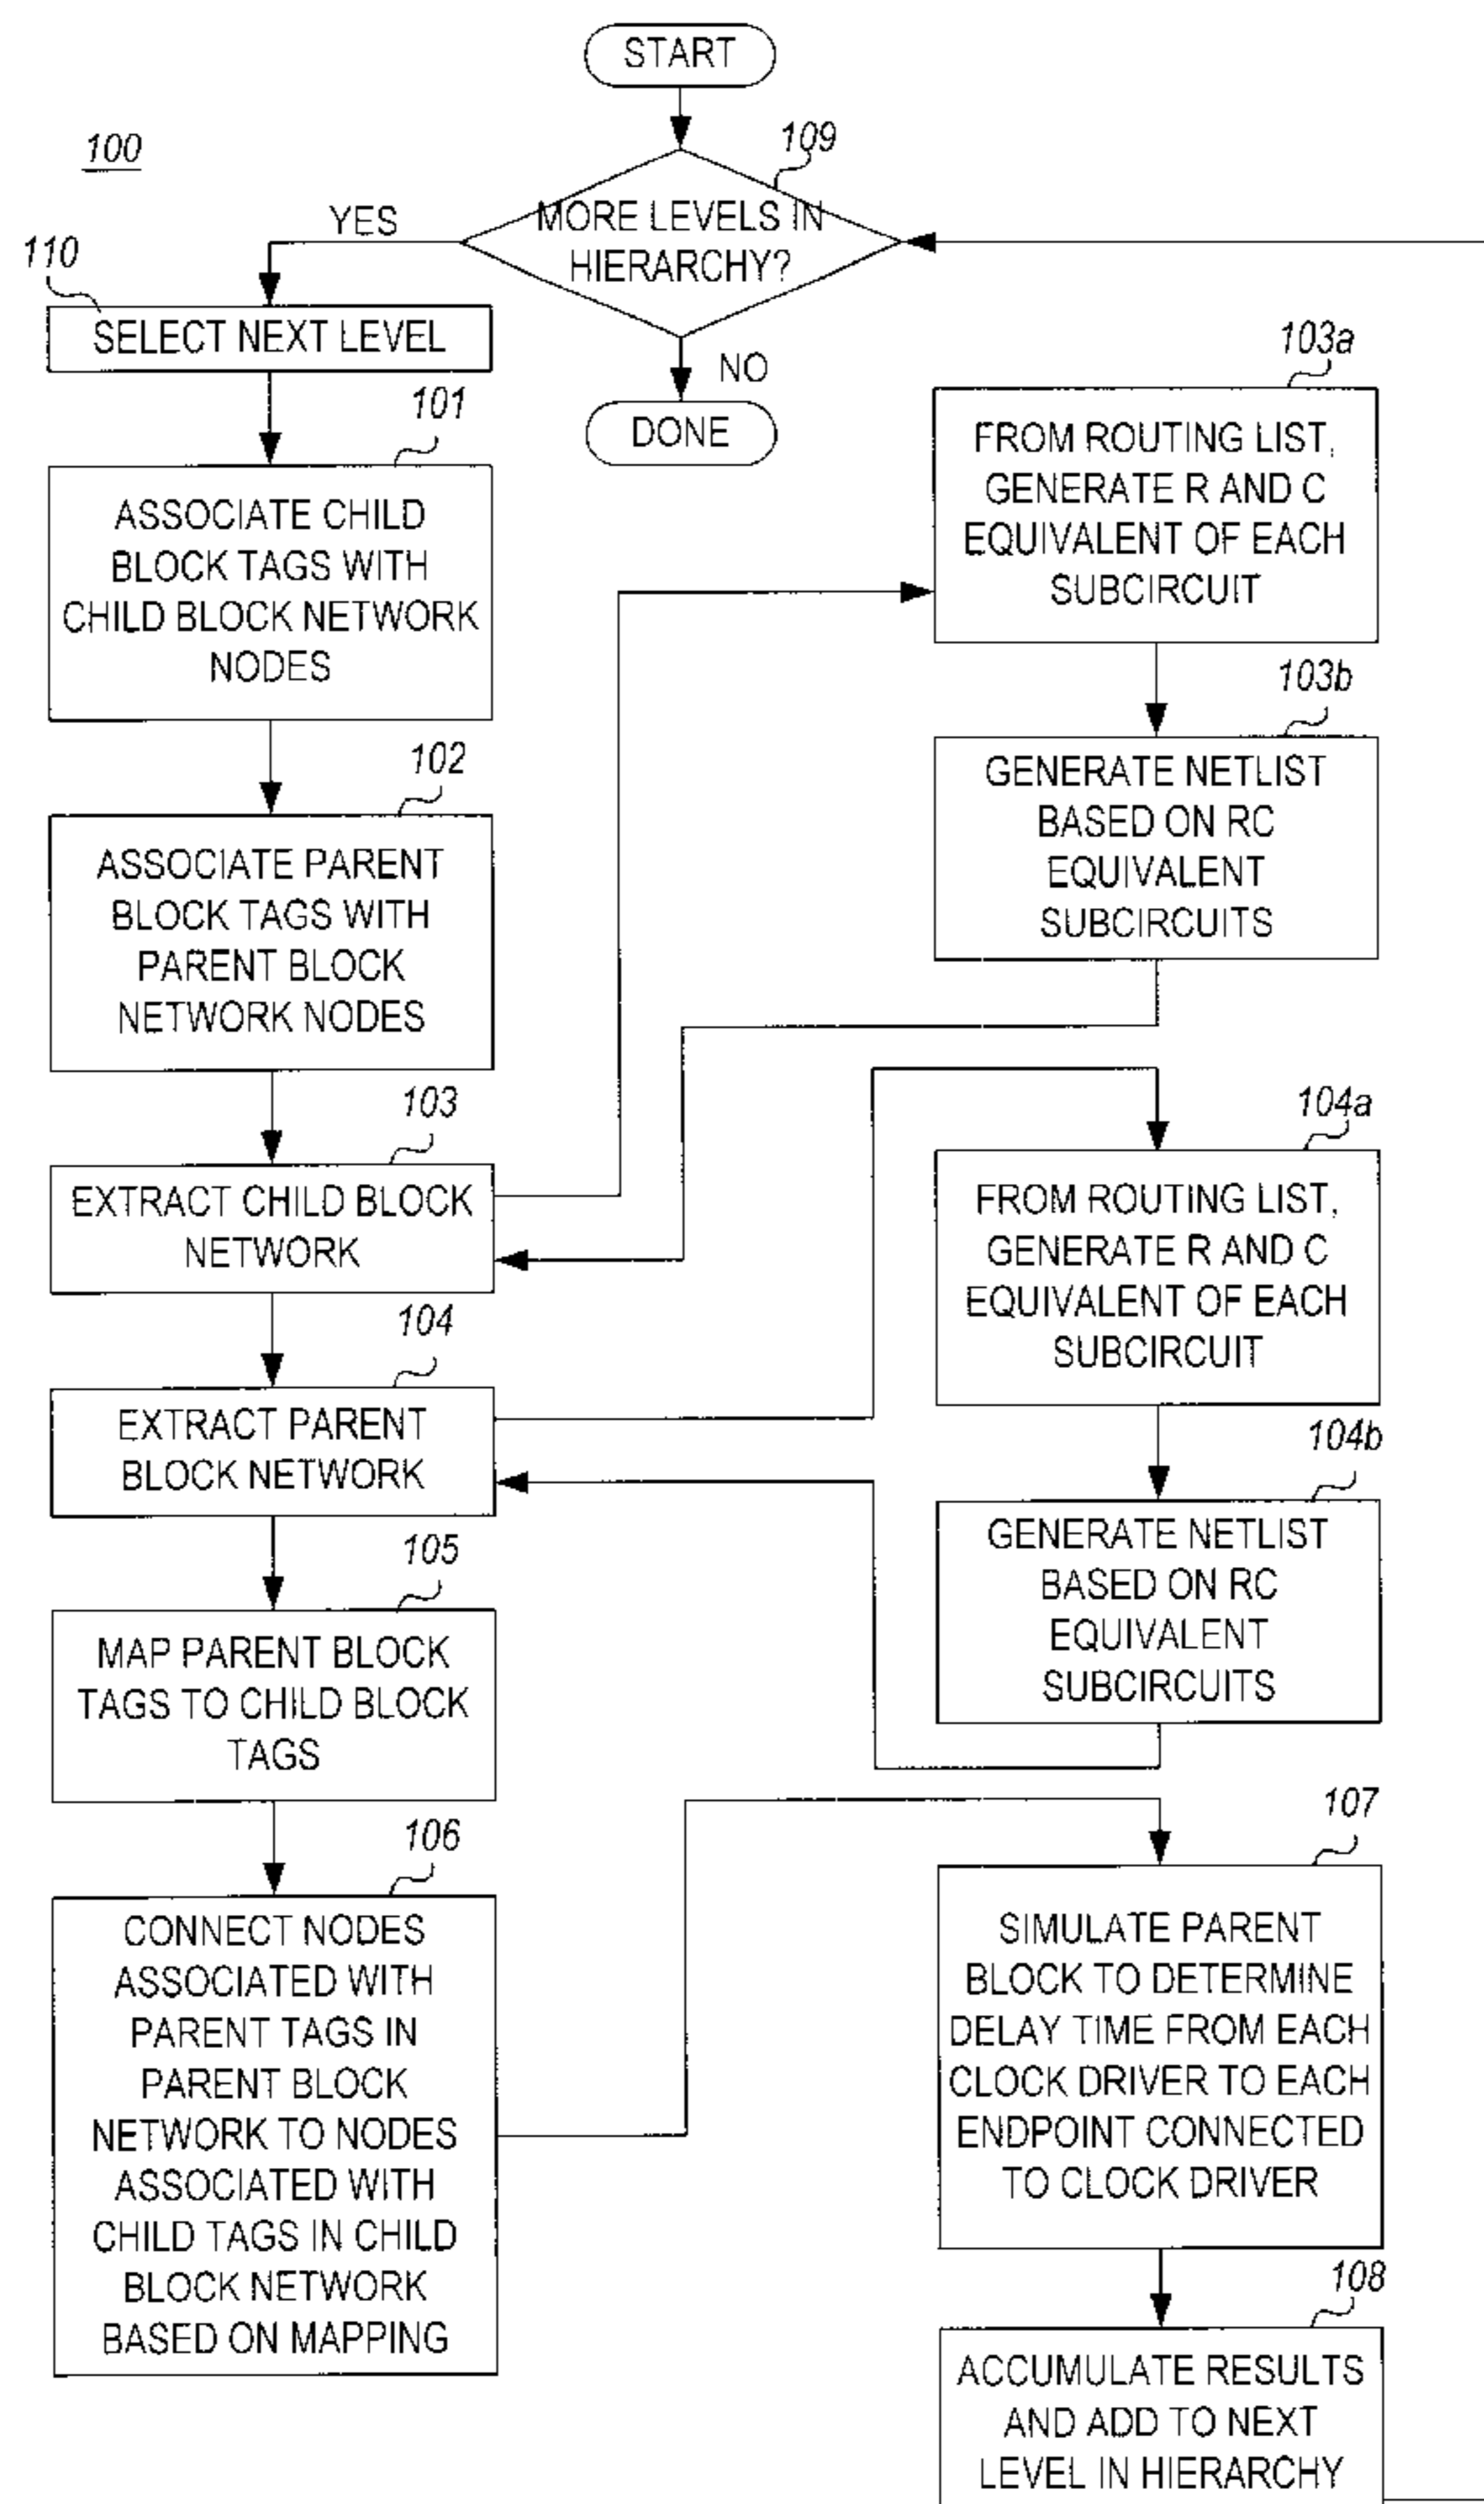 START
100
109
MORE LEVELS IN
HIERARCHY?
YES
NO
DONE
110
SELECT NEXT LEVEL
101
ASSOCIATE CHILD
BLOCK TAGS WITH
CHILD BLOCK NETWORK
NODES
102
ASSOCIATE PARENT
BLOCK TAGS WITH
PARENT BLOCK
NETWORK NODES
103
EXTRACT CHILD BLOCK
NETWORK
103a
FROM ROUTING LIST,
GENERATE R AND C
EQUIVALENT OF EACH
SUBCIRCUIT
103b
GENERATE NETLIST
BASED ON RC
EQUIVALENT
SUBCIRCUITS
104
EXTRACT PARENT
BLOCK NETWORK
104a
FROM ROUTING LIST,
GENERATE R AND C
EQUIVALENT OF EACH
SUBCIRCUIT
104b
GENERATE NETLIST
BASED ON RC
EQUIVALENT
SUBCIRCUITS
105
MAP PARENT BLOCK
TAGS TO CHILD BLOCK
TAGS
106
CONNECT NODES
ASSOCIATED WITH
PARENT TAGS IN
PARENT BLOCK
NETWORK TO NODES
ASSOCIATED WITH
CHILD TAGS IN CHILD
BLOCK NETWORK
BASED ON MAPPING
107
SIMULATE PARENT
BLOCK TO DETERMINE
DELAY TIME FROM EACH
CLOCK DRIVER TO EACH
ENDPOINT CONNECTED
TO CLOCK DRIVER
108
ACCUMULATE RESULTS
AND ADD TO NEXT
LEVEL IN HIERARCHY